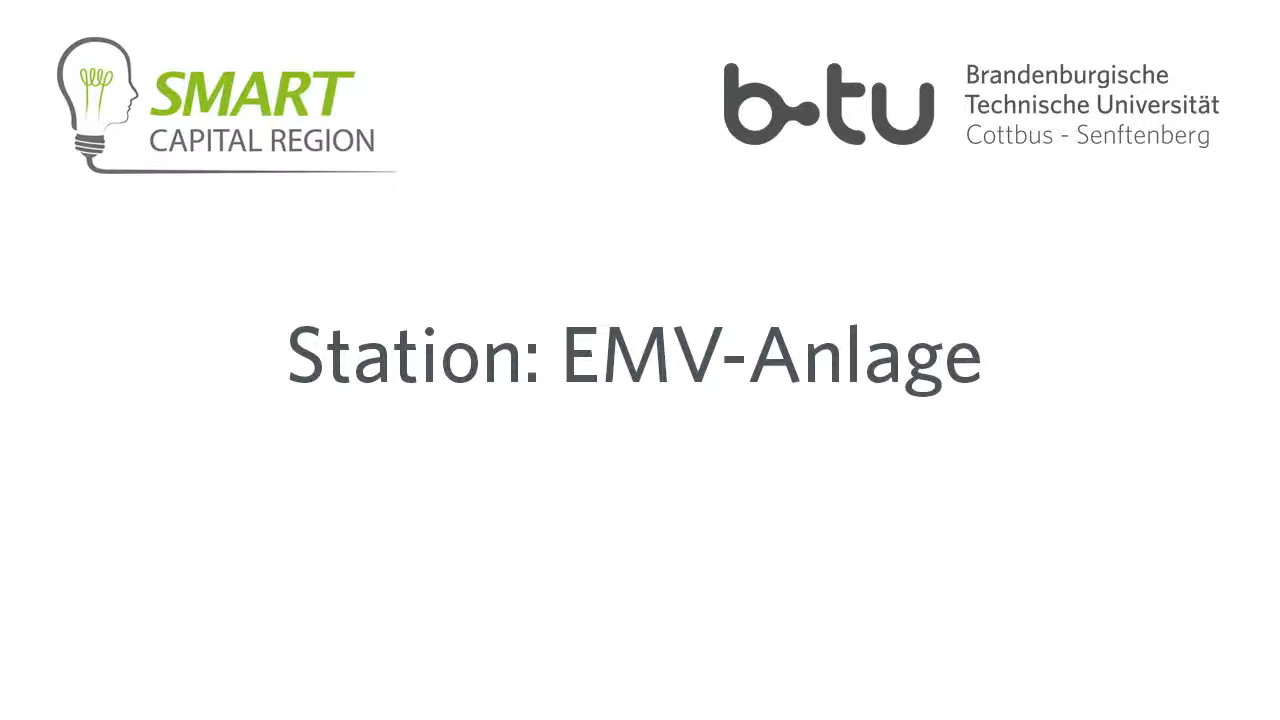 SMART
CAPITAL REGION
b-tu
Brandenburgische
Technische Universität
Cottbus - Senftenberg
Station: EMV-Anlage